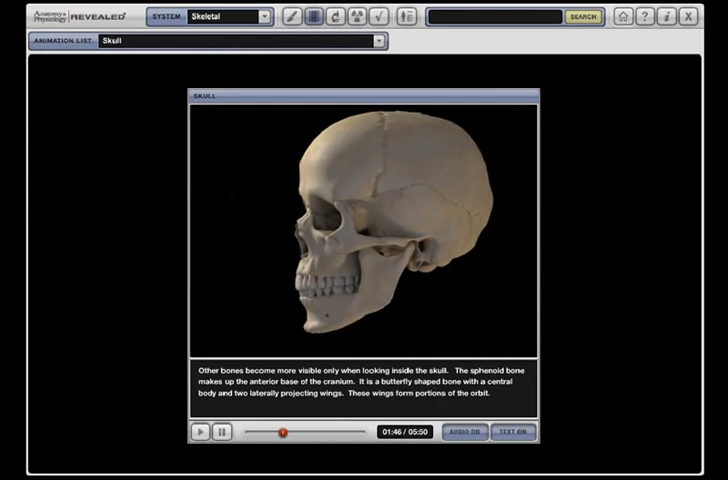 Anatomy & Physiology | REVEALED®
SYSTEM Skeletal
SEARCH
ANIMATION LIST Skull
SKULL
Other bones become more visible only when looking inside the skull. The sphenoid bone
makes up the anterior base of the cranium. It is a butterfly shaped bone with a central
body and two laterally projecting wings. These wings form portions of the orbit.
01:46 / 05:50 AUDIO ON TEXT ON